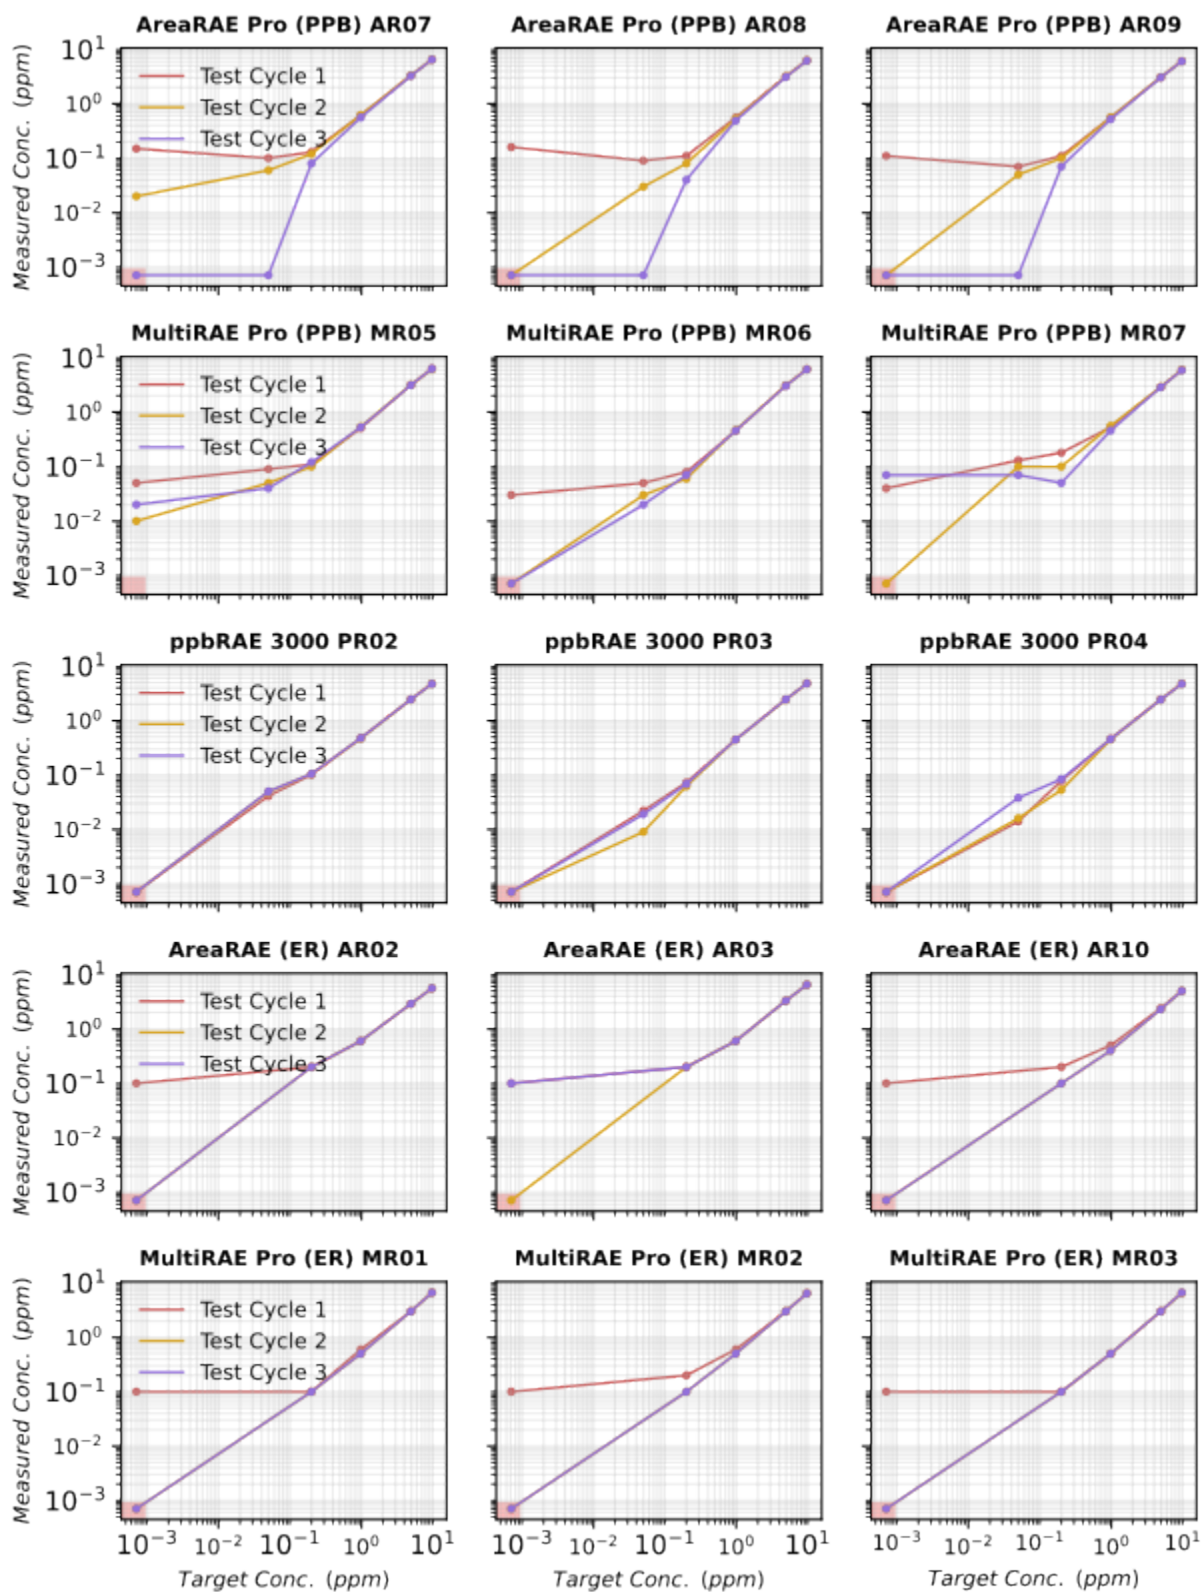 AreaRAE Pro (PPB) AR07
AreaRAE Pro (PPB) AR08
AreaRAE Pro (PPB) AR09
Measured Conc. (ppm)
10¹
10⁰
10⁻¹
10⁻²
10⁻³
Test Cycle 1
Test Cycle 2
Test Cycle 3
MultiRAE Pro (PPB) MR05
MultiRAE Pro (PPB) MR06
MultiRAE Pro (PPB) MR07
Measured Conc. (ppm)
10¹
10⁰
10⁻¹
10⁻²
10⁻³
Test Cycle 1
Test Cycle 2
Test Cycle 3
ppbRAE 3000 PR02
ppbRAE 3000 PR03
ppbRAE 3000 PR04
Measured Conc. (ppm)
10¹
10⁰
10⁻¹
10⁻²
10⁻³
Test Cycle 1
Test Cycle 2
Test Cycle 3
AreaRAE (ER) AR02
AreaRAE (ER) AR03
AreaRAE (ER) AR10
Measured Conc. (ppm)
10¹
10⁰
10⁻¹
10⁻²
10⁻³
Test Cycle 1
Test Cycle 2
Test Cycle 3
MultiRAE Pro (ER) MR01
MultiRAE Pro (ER) MR02
MultiRAE Pro (ER) MR03
Measured Conc. (ppm)
10¹
10⁰
10⁻¹
10⁻²
10⁻³
Test Cycle 1
Test Cycle 2
Test Cycle 3
10⁻³ 10⁻² 10⁻¹ 10⁰ 10¹
10⁻³ 10⁻² 10⁻¹ 10⁰ 10¹
10⁻³ 10⁻² 10⁻¹ 10⁰ 10¹
Target Conc. (ppm)
Target Conc. (ppm)
Target Conc. (ppm)